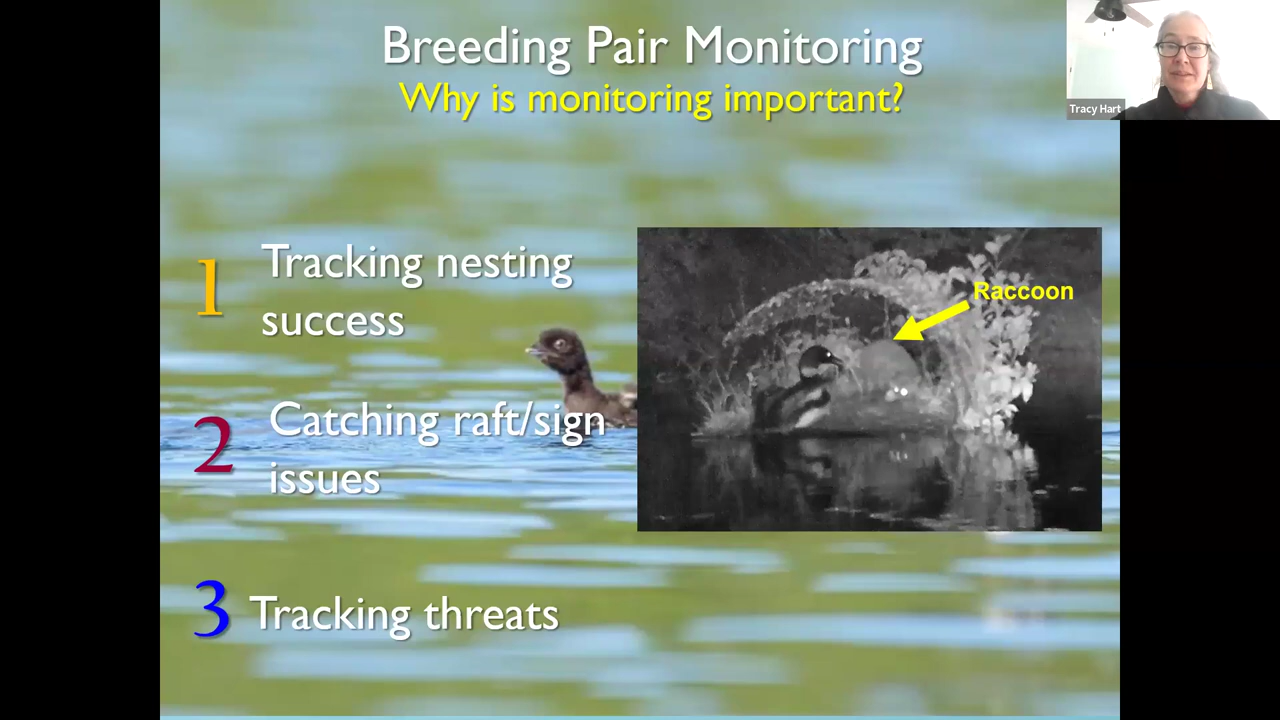 Breeding Pair Monitoring
Why is monitoring important?
Tracy Hart
1 Tracking nesting
success
Raccoon
2 Catching raft/sign
issues
3 Tracking threats